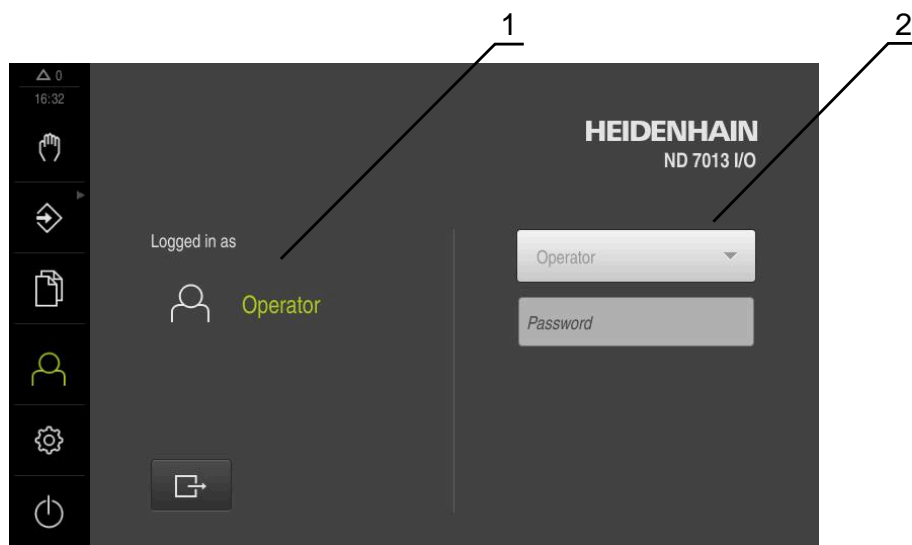 1
2
0
16:32
HEIDENHAIN
ND 7013 I/O
Logged in as
Operator
Operator
Password